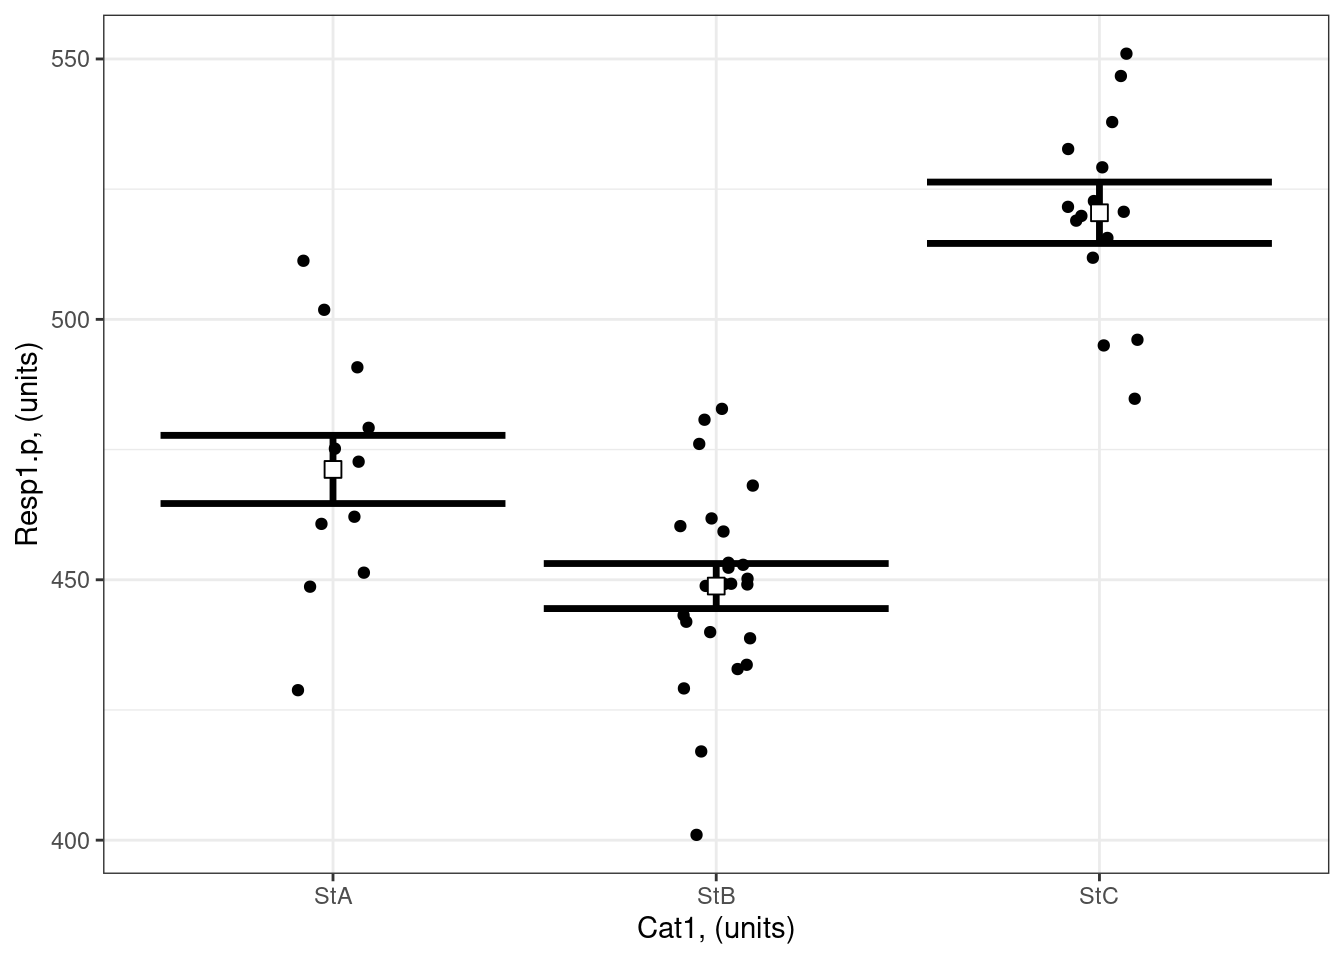 Resp1.p, (units)
550
500
450
400
StA StB StC
Cat1, (units)